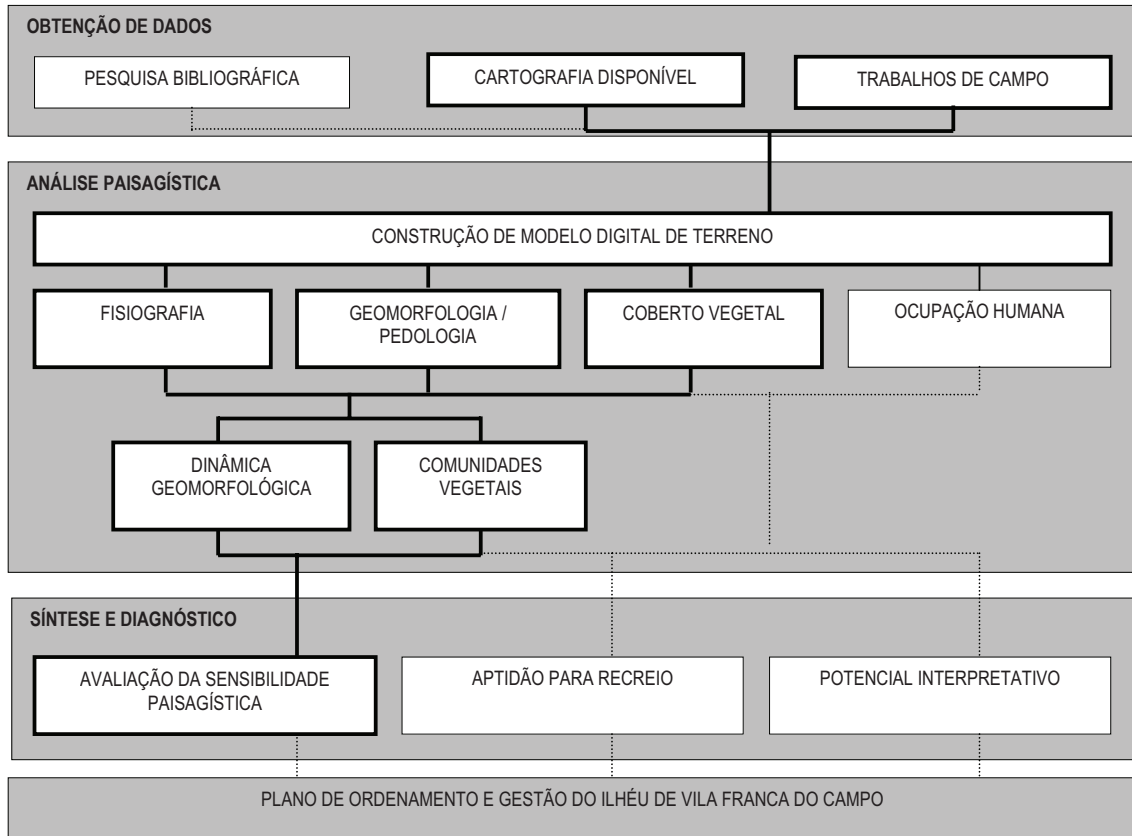 OBTENÇÃO DE DADOS
PESQUISA BIBLIOGRÁFICA
CARTOGRAFIA DISPONÍVEL
TRABALHOS DE CAMPO
ANÁLISE PAISAGÍSTICA
CONSTRUÇÃO DE MODELO DIGITAL DE TERRENO
FISIOGRAFIA
GEOMORFOLOGIA /
PEDOLOGIA
COBERTO VEGETAL
OCUPAÇÃO HUMANA
DINÂMICA
GEOMORFOLÓGICA
COMUNIDADES
VEGETAIS
SÍNTESE E DIAGNÓSTICO
AVALIAÇÃO DA SENSIBILIDADE
PAISAGÍSTICA
APTIDÃO PARA RECREIO
POTENCIAL INTERPRETATIVO
PLANO DE ORDENAMENTO E GESTÃO DO ILHÉU DE VILA FRANCA DO CAMPO